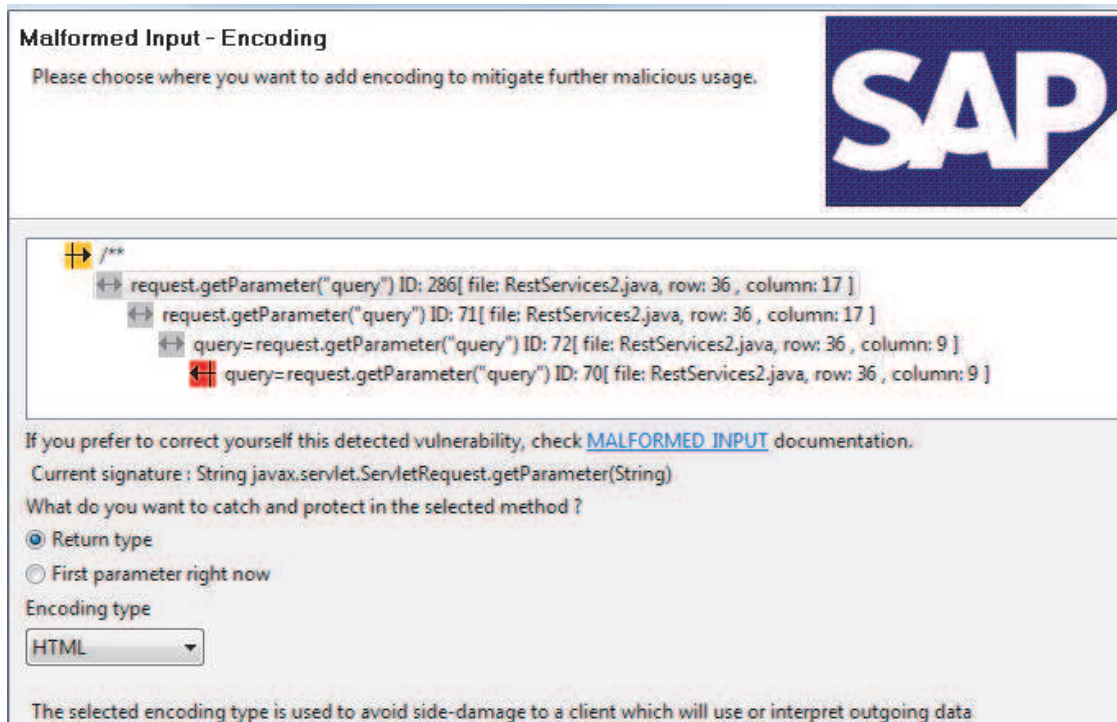 Malformed Input - Encoding
Please choose where you want to add encoding to mitigate further malicious usage.
SAP
/**
request.getParameter("query") ID: 286[ file: RestServices2.java, row: 36 , column: 17 ]
request.getParameter("query") ID: 71[ file: RestServices2.java, row: 36 , column: 17 ]
query=request.getParameter("query") ID: 72[ file: RestServices2.java, row: 36 , column: 9 ]
query=request.getParameter("query") ID: 70[ file: RestServices2.java, row: 36 , column: 9 ]
If you prefer to correct yourself this detected vulnerability, check MALFORMED INPUT documentation.
Current signature : String javax.servlet.ServletRequest.getParameter(String)
What do you want to catch and protect in the selected method ?
Return type
First parameter right now
Encoding type
HTML
The selected encoding type is used to avoid side-damage to a client which will use or interpret outgoing data